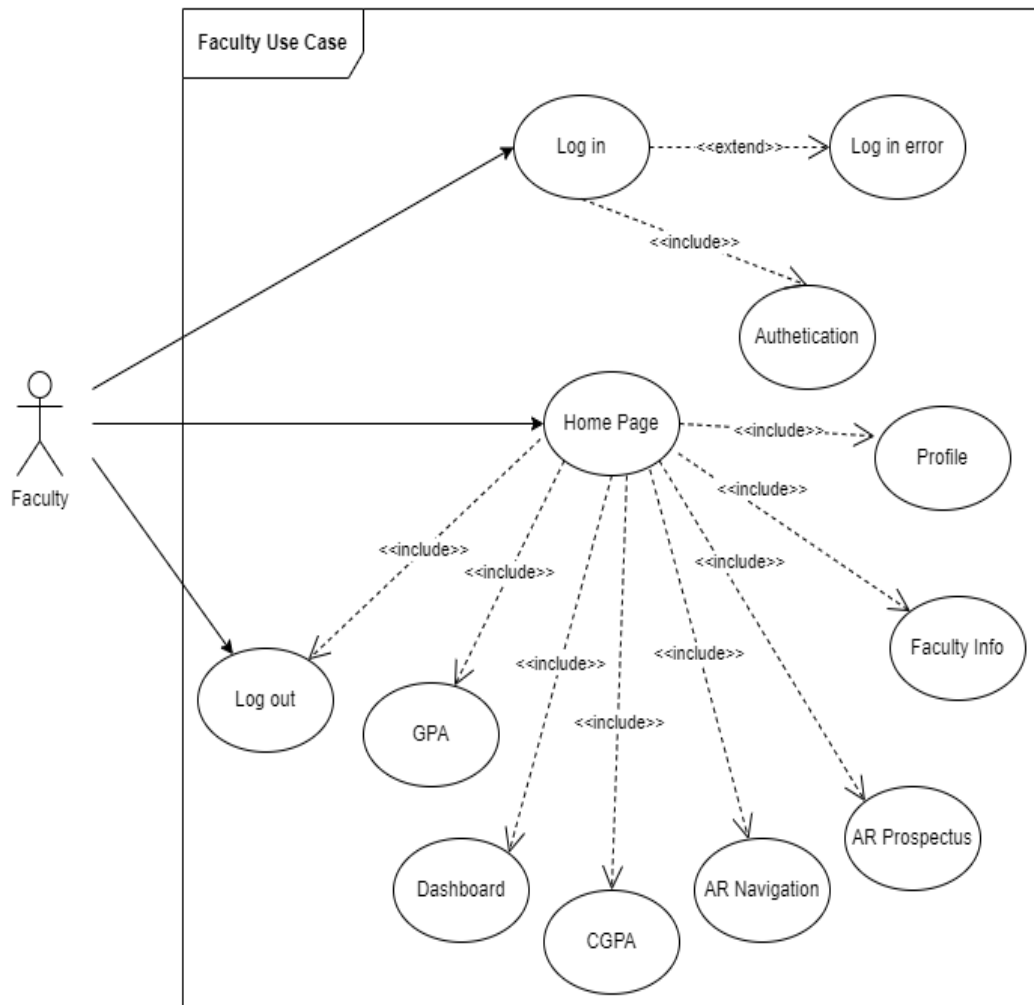 Faculty Use Case
Log in
<<extend>>
Log in error
<<include>>
Authetication
Home Page
<<include>>
Profile
Faculty
<<include>>
<<include>>
<<include>>
<<include>>
Faculty Info
<<include>>
<<include>>
Log out
<<include>>
GPA
AR Prospectus
Dashboard
AR Navigation
CGPA